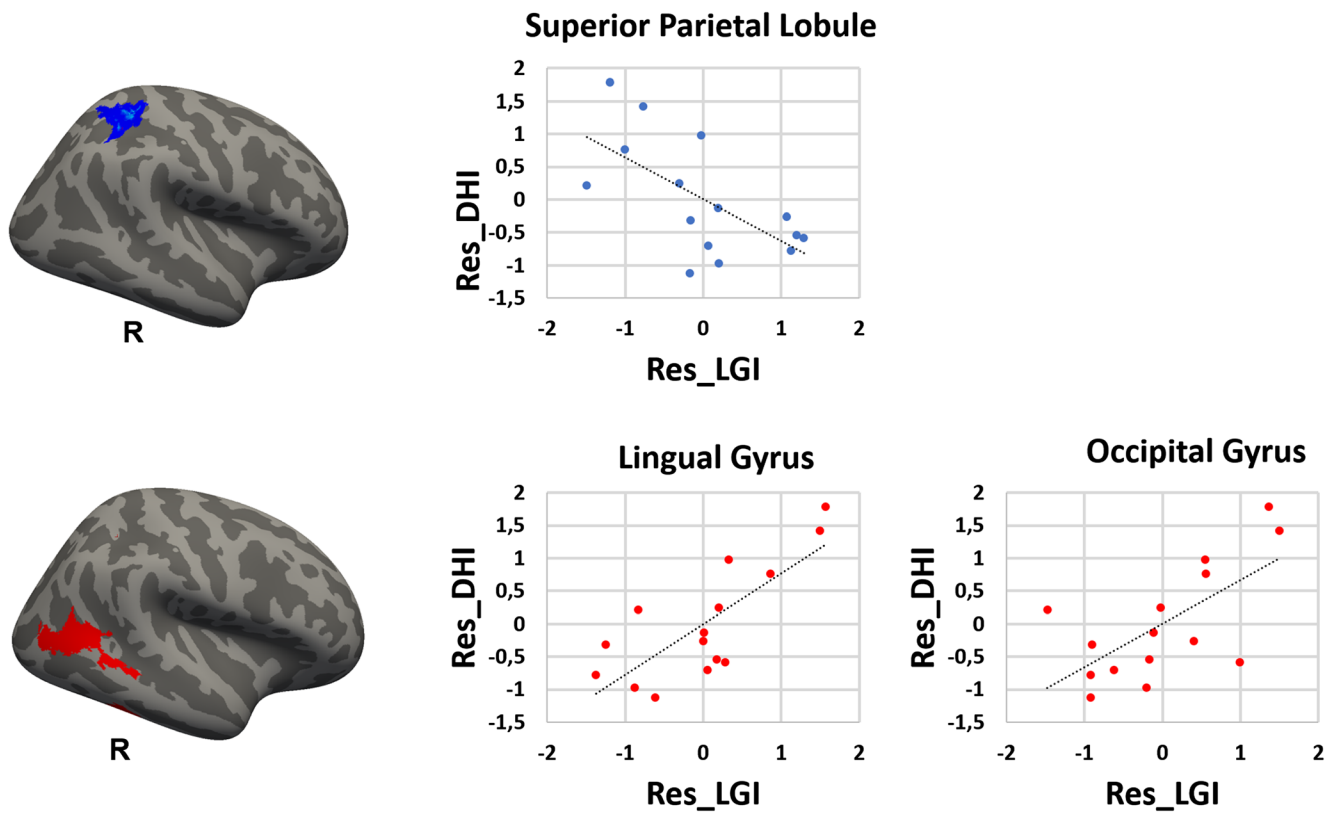 Superior Parietal Lobule
2
1,5
1
0,5
0
-0,5
-1
-1,5
-2 -1 0 1 2
Res_DHI
Res_LGI
R
Lingual Gyrus
2
1,5
1
0,5
0
-0,5
-1
-1,5
-2 -1 0 1 2
Res_DHI
Res_LGI
Occipital Gyrus
2
1,5
1
0,5
0
-0,5
-1
-1,5
-2 -1 0 1 2
Res_DHI
Res_LGI
R